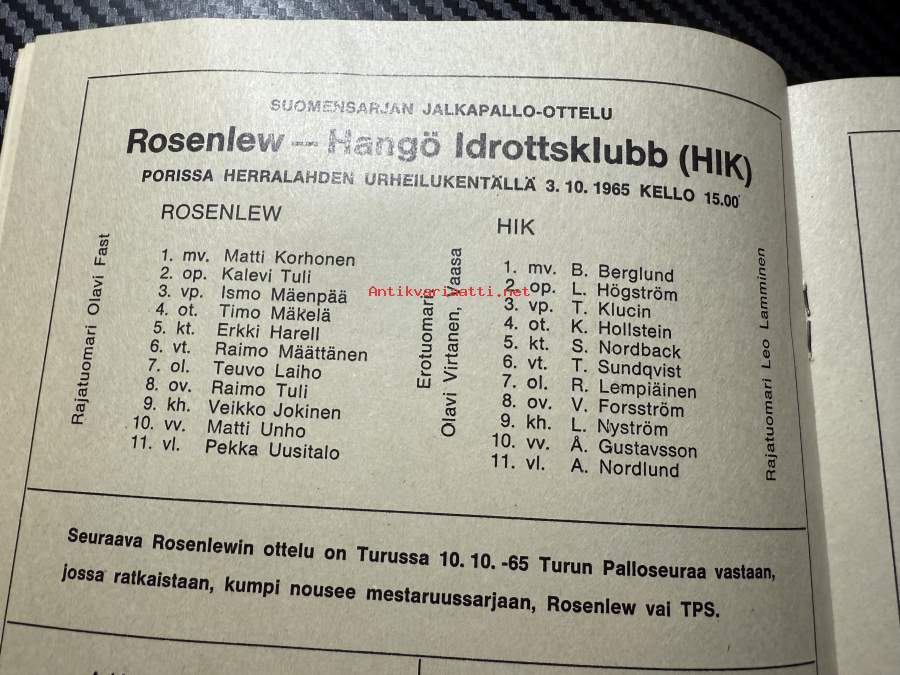 SUOMENSARJAN JALKAPALLO-OTTELU
Rosenlew — Hangö Idrottsklubb (HIK)
PORISSA HERRALAHDEN URHEILUKENTÄLLÄ 3. 10. 1965 KELLO 15.00
Rajatuomari Olavi Fast
ROSENLEW
1. mv. Matti Korhonen
2. op. Kalevi Tuli
3. vp. Ismo Mäenpää
4. ot. Timo Mäkelä
5. kt. Erkki Harell
6. vt. Raimo Määttänen
7. ol. Teuvo Laiho
8. ov. Raimo Tuli
9. kh. Veikko Jokinen
10. vv. Matti Unho
11. vl. Pekka Uusitalo
Erotuomari
Olavi Virtanen, Vaasa
HIK
1. mv. B. Berglund
2. op. L. Högström
3. vp. T. Klucin
4. ot. K. Hollstein
5. kt. S. Nordback
6. vt. T. Sundqvist
7. ol. R. Lempiäinen
8. ov. V. Forsström
9. kh. L. Nyström
10. vv. Å. Gustavsson
11. vl. A. Nordlund
Rajatuomari Leo Lamminen
Antikvariaatti.net
Seuraava Rosenlewin ottelu on Turussa 10. 10. -65 Turun Palloseuraa vastaan,
jossa ratkaistaan, kumpi nousee mestaruussarjaan, Rosenlew vai TPS.